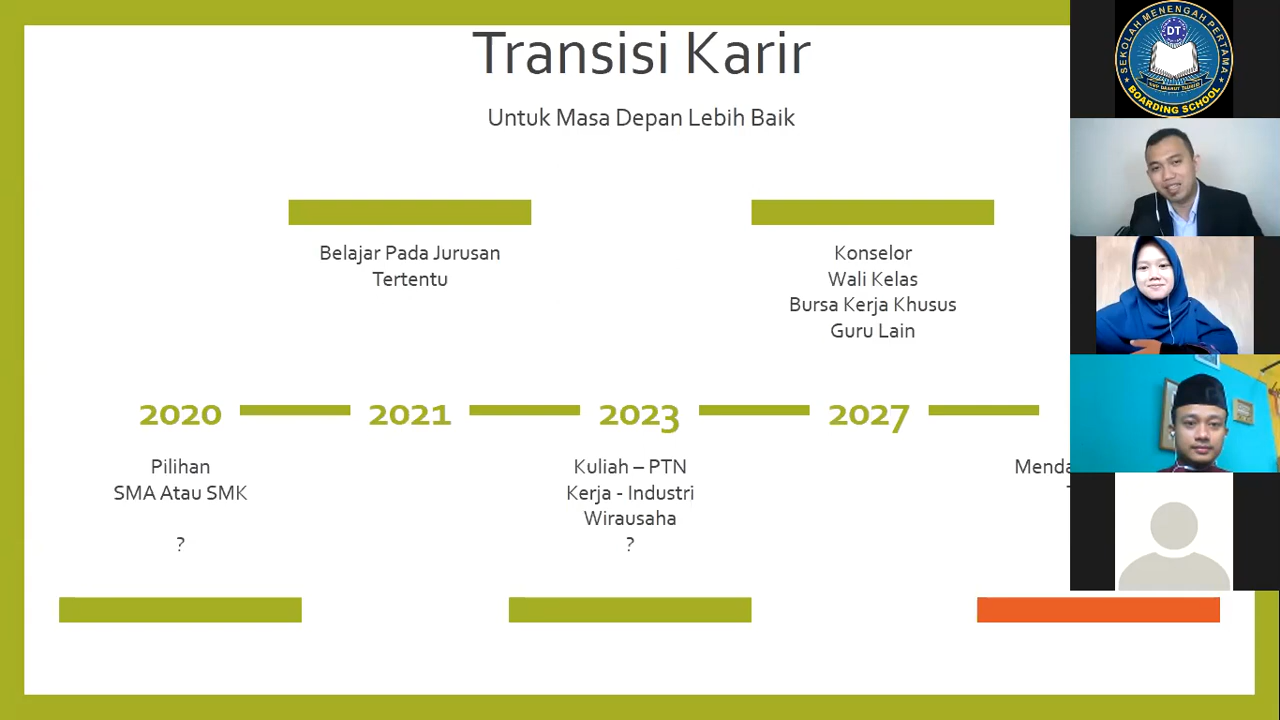 Transisi Karir
Untuk Masa Depan Lebih Baik
Belajar Pada Jurusan
Tertentu
Konselor
Wali Kelas
Bursa Kerja Khusus
Guru Lain
2020
2021
2023
2027
Pilihan
SMA Atau SMK
?
Kuliah – PTN
Kerja - Industri
Wirausaha
?
SEKOLAH MENENGAH PERTAMA
DT
BOARDING SCHOOL